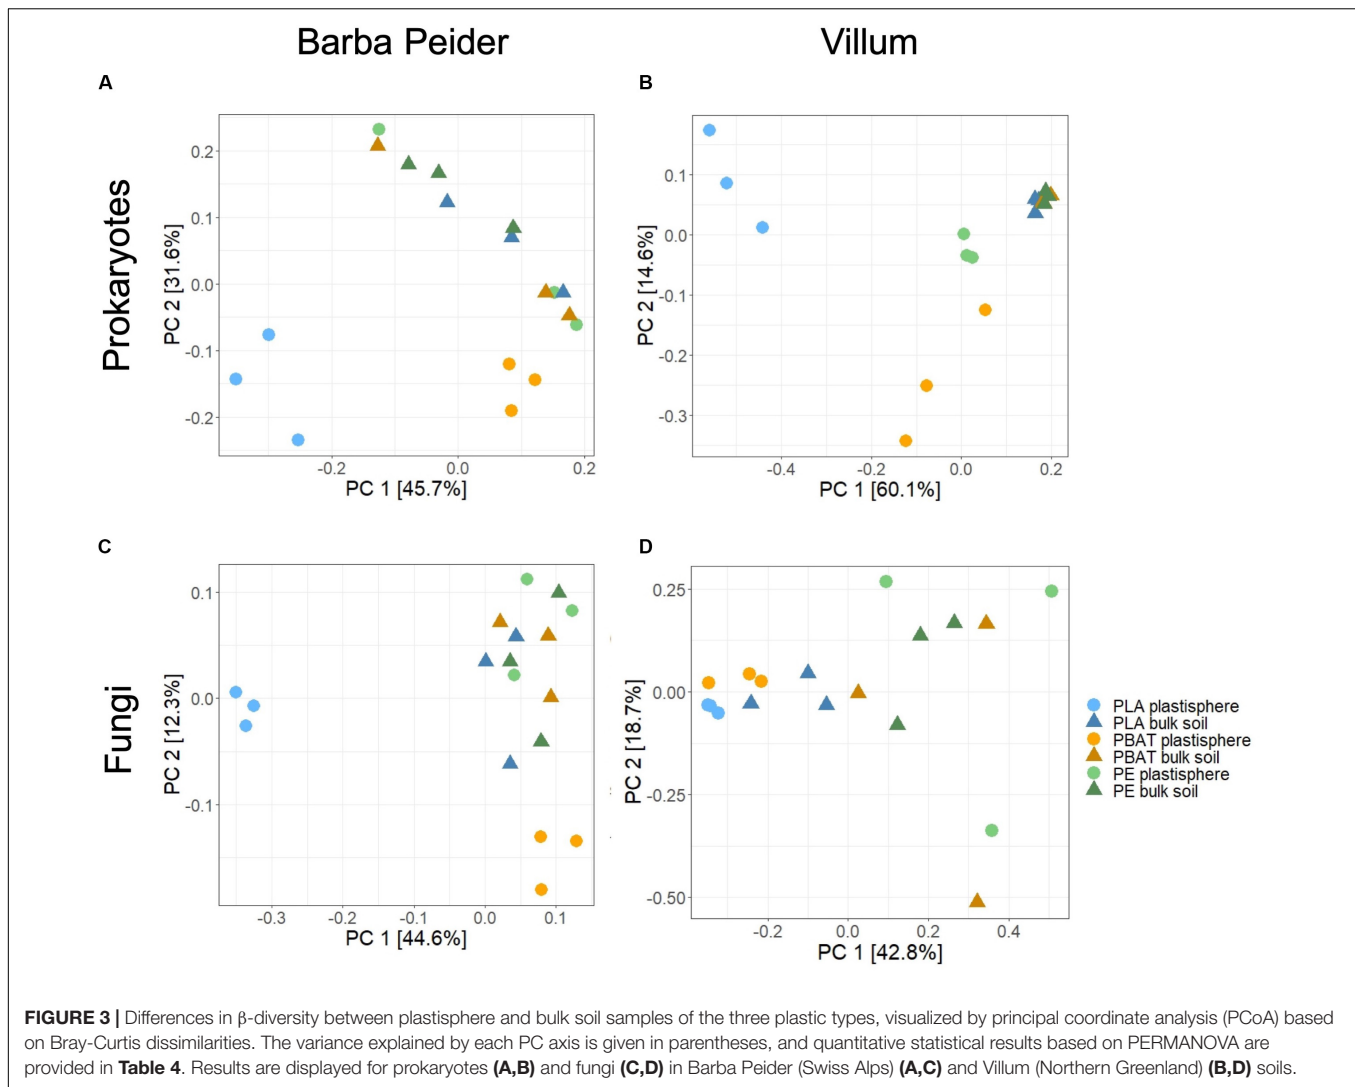 Barba Peider
Villum
A
B
Prokaryotes
PC 2 [31.6%]
0.2
0.1
0.0
-0.1
-0.2
-0.2
0.0
0.2
PC 1 [45.7%]
PC 2 [14.6%]
0.1
0.0
-0.1
-0.2
-0.3
-0.4
-0.2
0.0
0.2
PC 1 [60.1%]
C
D
Fungi
PC 2 [12.3%]
0.1
0.0
-0.1
-0.3
-0.2
-0.1
0.0
0.1
PC 1 [44.6%]
PC 2 [18.7%]
0.25
0.00
-0.25
-0.50
-0.2
0.0
0.2
0.4
PC 1 [42.8%]
PLA plastisphere
PLA bulk soil
PBAT plastisphere
PBAT bulk soil
PE plastisphere
PE bulk soil
FIGURE 3 | Differences in β-diversity between plastisphere and bulk soil samples of the three plastic types, visualized by principal coordinate analysis (PCoA) based
on Bray-Curtis dissimilarities. The variance explained by each PC axis is given in parentheses, and quantitative statistical results based on PERMANOVA are
provided in Table 4. Results are displayed for prokaryotes (A,B) and fungi (C,D) in Barba Peider (Swiss Alps) (A,C) and Villum (Northern Greenland) (B,D) soils.